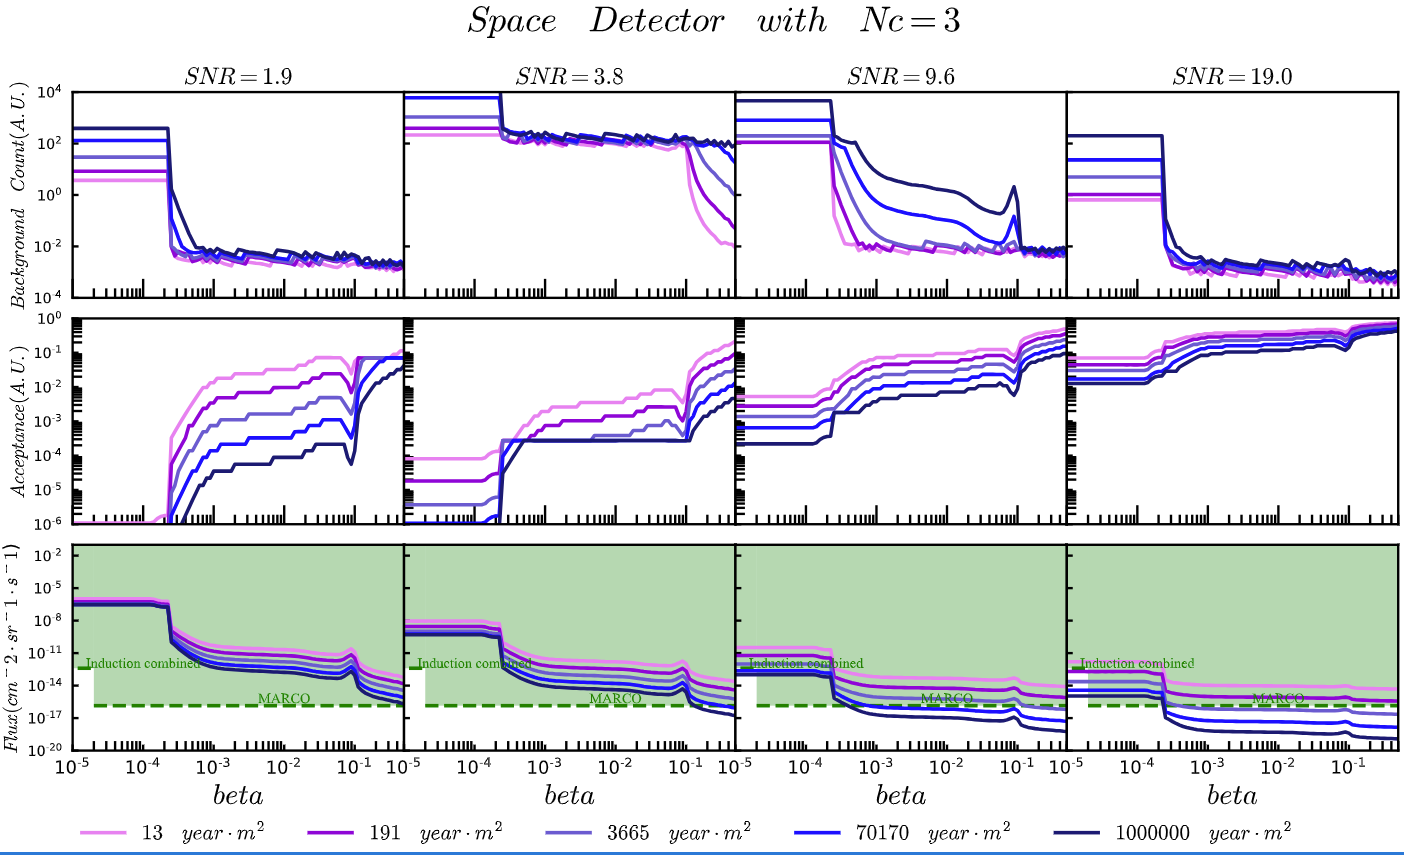 Space Detector with Nc = 3
SNR = 1.9 SNR = 3.8 SNR = 9.6 SNR = 19.0
Background Count(A.U.)
10^4
10^2
10^0
10^-2
10^-4
Acceptance(A.U.)
10^0
10^-1
10^-2
10^-3
10^-4
10^-5
10^-6
Flux(cm^-2 · sr^-1 · s^-1)
10^-2
10^-5
10^-8
10^-11
10^-14
10^-17
10^-20
Induction combined Induction combined Induction combined Induction combined
MARCO MARCO MARCO MARCO
10^-5 10^-4 10^-3 10^-2 10^-1 10^-5 10^-4 10^-3 10^-2 10^-1 10^-5 10^-4 10^-3 10^-2 10^-1 10^-5 10^-4 10^-3 10^-2 10^-1
beta beta beta beta
13 year · m² 191 year · m² 3665 year · m² 70170 year · m² 1000000 year · m²